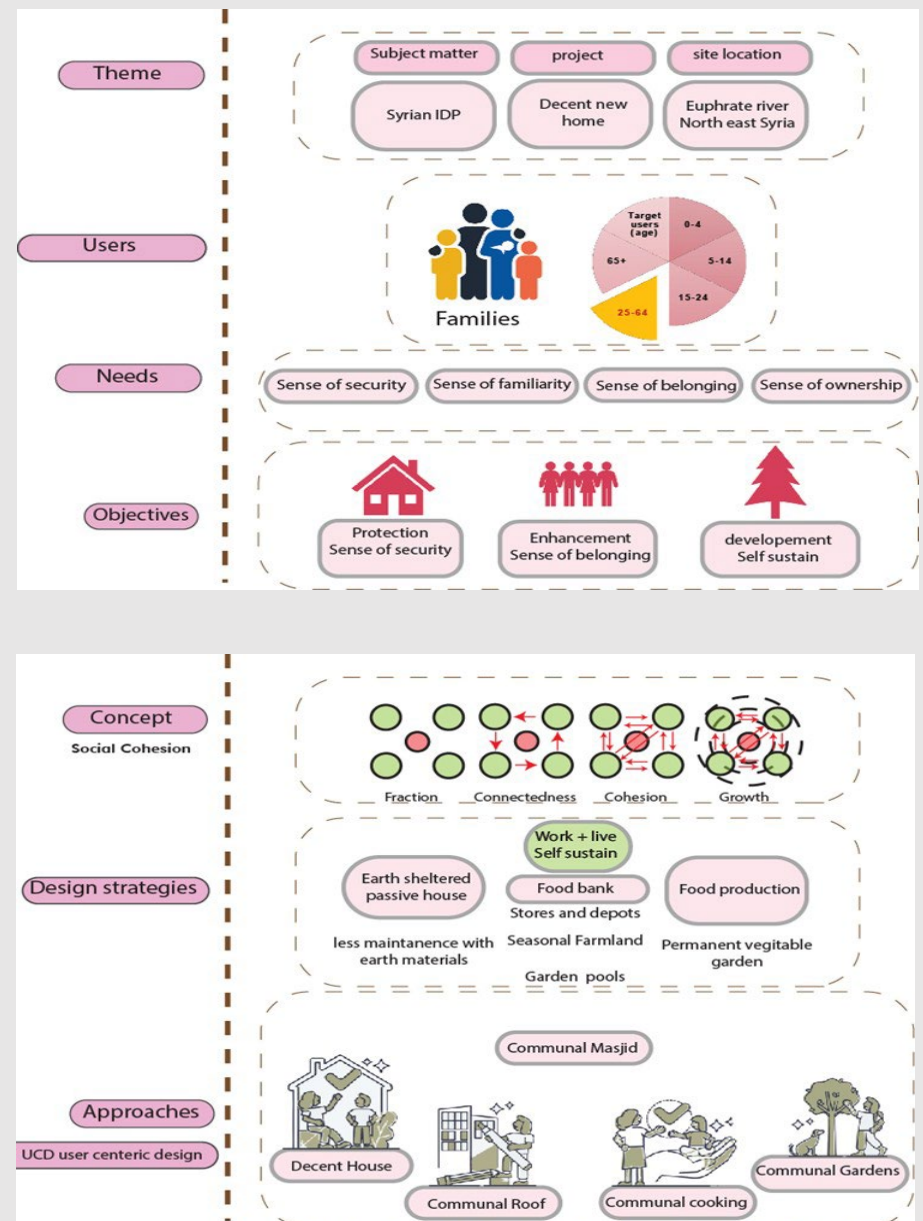 Theme
Subject matter
project
site location
Syrian IDP
Decent new
home
Euphrate river
North east Syria
Users
Families
Target
users
(age)
0-4
5-14
15-24
25-64
65+
Needs
Sense of security
Sense of familiarity
Sense of belonging
Sense of ownership
Objectives
Protection
Sense of security
Enhancement
Sense of belonging
developement
Self sustain
Concept
Social Cohesion
Fraction
Connectedness
Cohesion
Growth
Design strategies
Work + live
Self sustain
Earth sheltered
passive house
less maintanence with
earth materials
Food bank
Stores and depots
Seasonal Farmland
Garden pools
Food production
Permanent vegitable
garden
Approaches
UCD user centeric design
Communal Masjid
Decent House
Communal Roof
Communal cooking
Communal Gardens